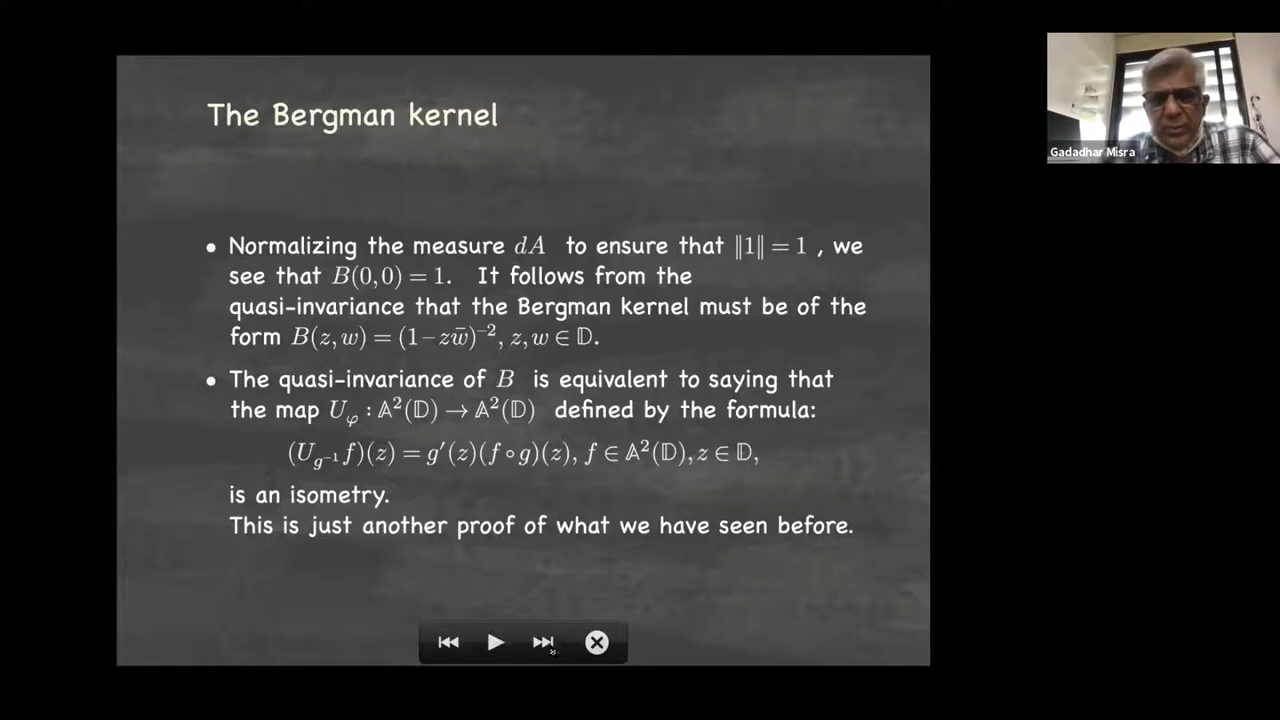 The Bergman kernel
• Normalizing the measure dA to ensure that ‖1‖ = 1 , we
see that B(0,0) = 1. It follows from the
quasi-invariance that the Bergman kernel must be of the
form B(z, w) = (1−zw̄)⁻², z, w ∈ 𝔻.
• The quasi-invariance of B is equivalent to saying that
the map U_φ : 𝔸²(𝔻) → 𝔸²(𝔻) defined by the formula:
(U_{g⁻¹}f)(z) = g′(z)(f∘g)(z), f ∈ 𝔸²(𝔻), z ∈ 𝔻,
is an isometry.
This is just another proof of what we have seen before.
Gadadhar Misra